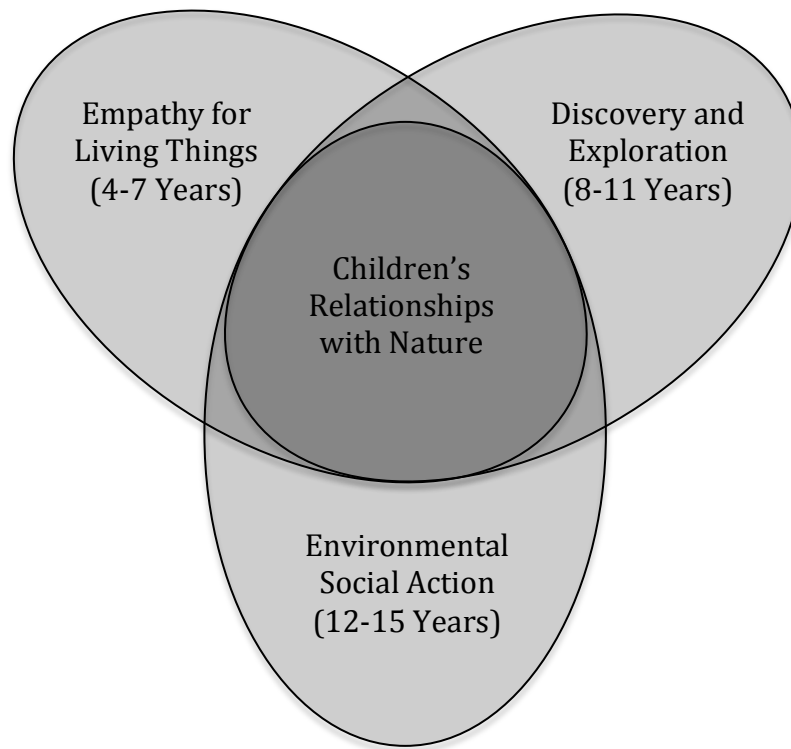 Empathy for
Living Things
(4-7 Years)
Discovery and
Exploration
(8-11 Years)
Children’s
Relationships
with Nature
Environmental
Social Action
(12-15 Years)